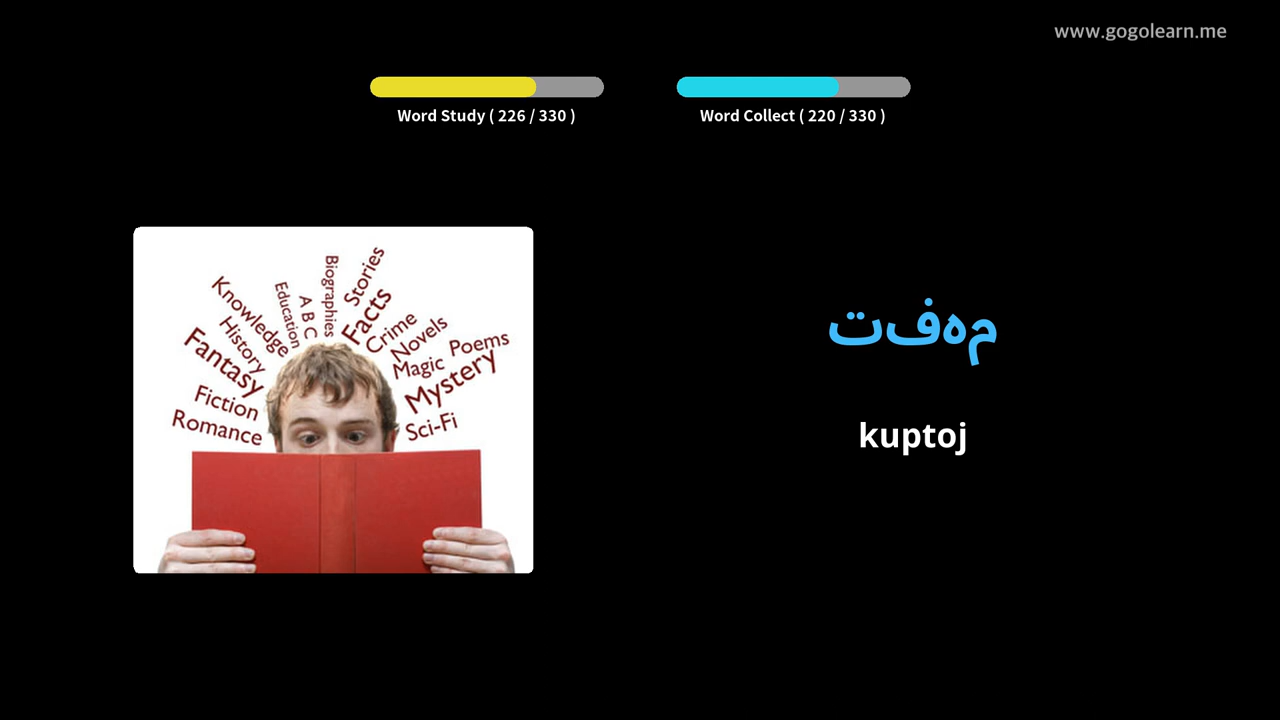 www.gogolearn.me
Word Study ( 226 / 330 )
Word Collect ( 220 / 330 )
Romance
Fiction
Fantasy
History
Knowledge
Education
A B C
Biographies
Stories
Facts
Crime
Novels
Magic
Poems
Mystery
Sci-Fi
مهفت
kuptoj